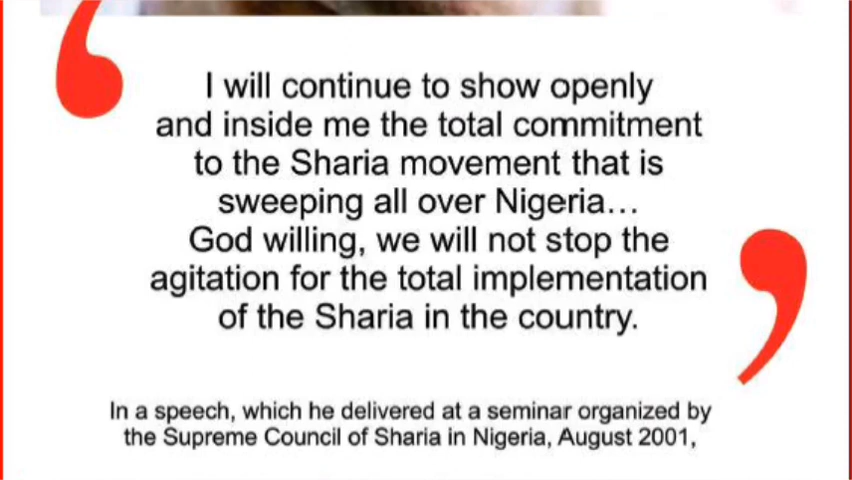 I will continue to show openly
and inside me the total commitment
to the Sharia movement that is
sweeping all over Nigeria...
God willing, we will not stop the
agitation for the total implementation
of the Sharia in the country.
In a speech, which he delivered at a seminar organized by
the Supreme Council of Sharia in Nigeria, August 2001,